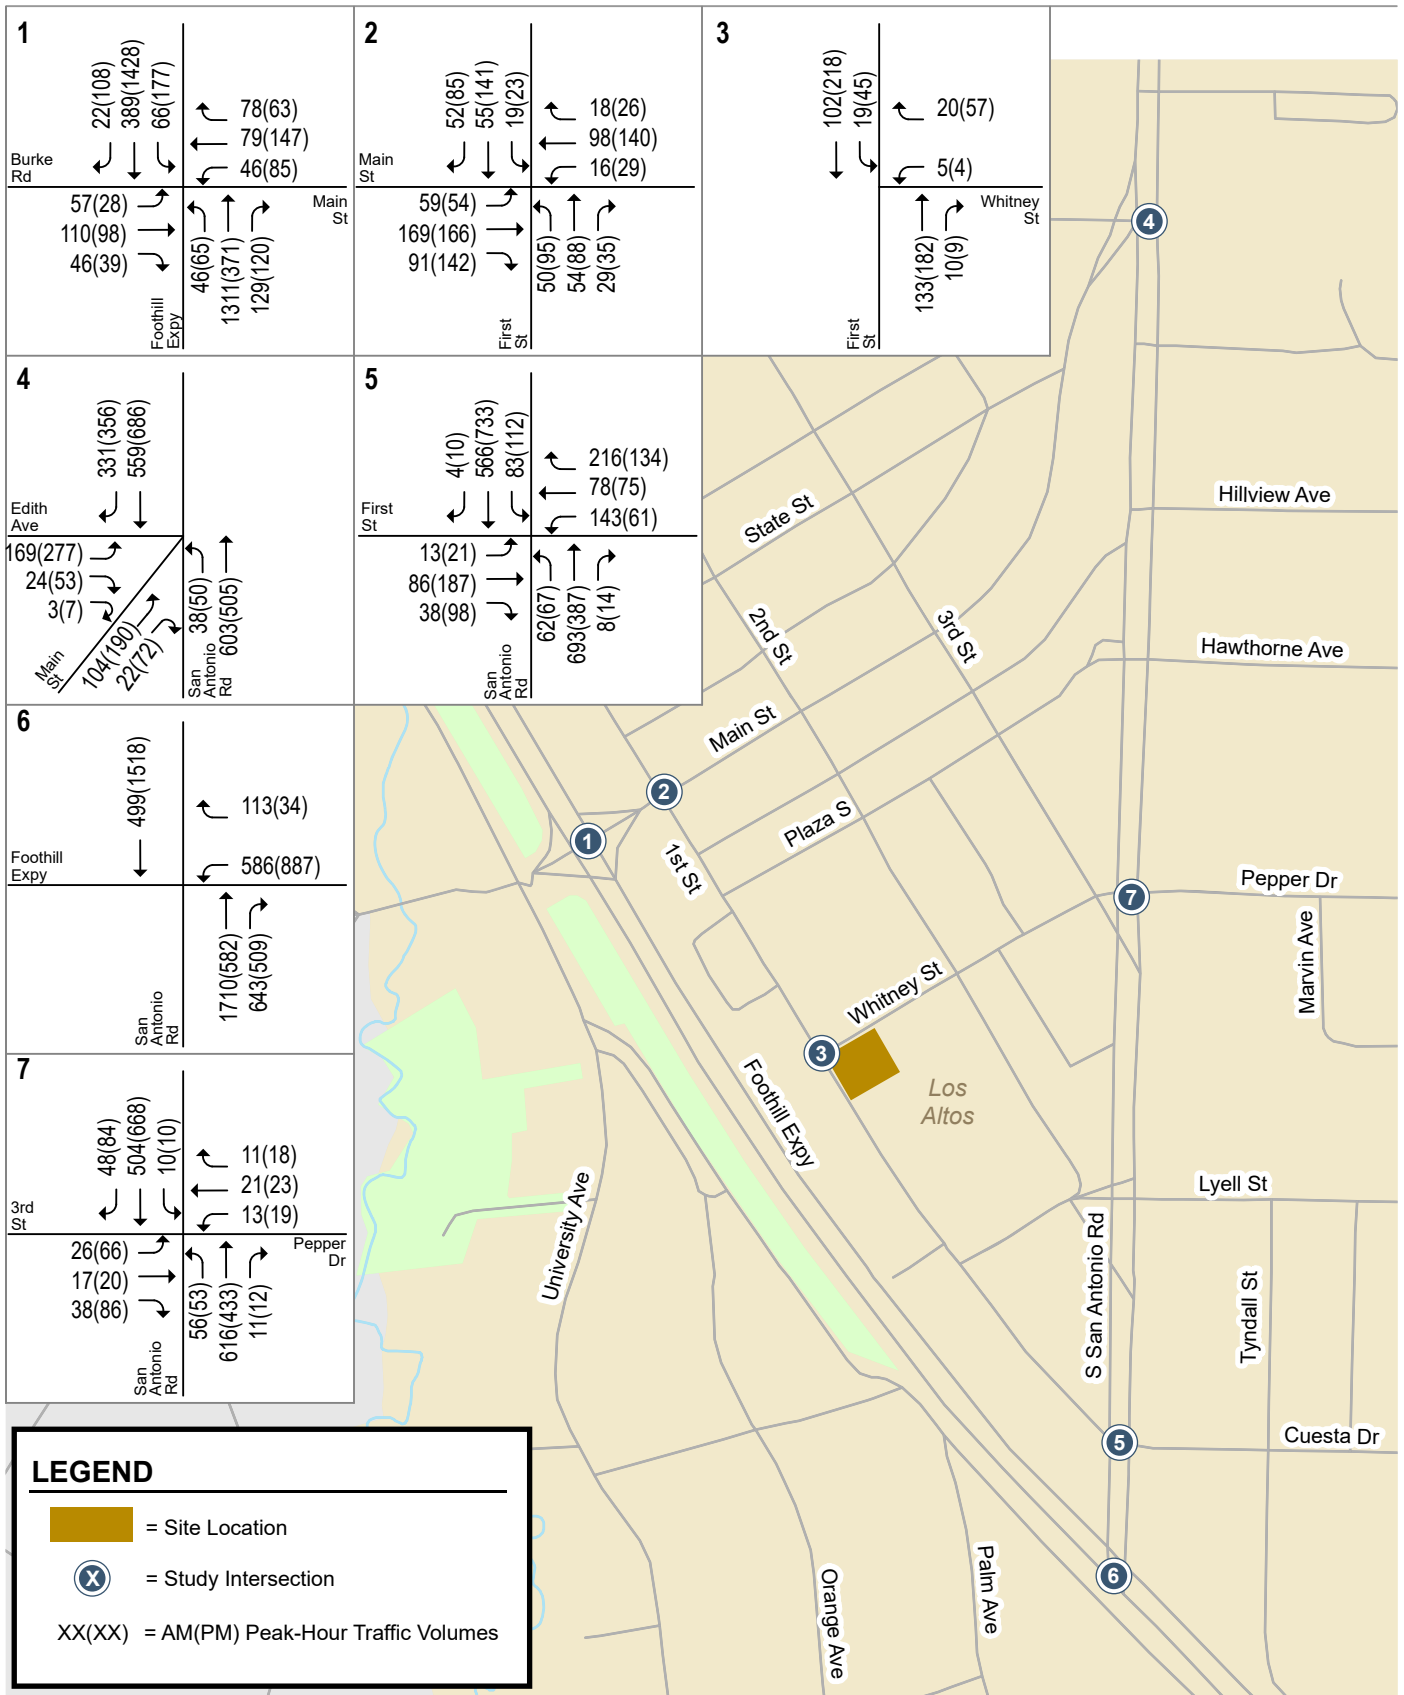 1
22(108)
389(1428)
66(177)
78(63)
79(147)
46(85)
Burke
Rd
Main
St
57(28)
110(98)
46(39)
46(65)
1311(371)
129(120)
Foothill
Expy
2
52(85)
55(141)
19(23)
18(26)
98(140)
16(29)
Main
St
59(54)
169(166)
91(142)
50(95)
54(88)
29(35)
First
St
3
102(218)
19(45)
20(57)
5(4)
Whitney
St
133(182)
10(9)
First
St
4
331(356)
559(686)
Edith
Ave
169(277)
24(53)
3(7)
104(190)
22(72)
38(50)
603(505)
Main
St
San
Antonio
Rd
5
4(10)
566(733)
83(112)
216(134)
78(75)
143(61)
First
St
13(21)
86(187)
38(98)
62(67)
693(387)
8(14)
San
Antonio
Rd
6
499(1518)
113(34)
586(887)
Foothill
Expy
1710(582)
643(509)
San
Antonio
Rd
7
48(84)
504(668)
10(10)
11(18)
21(23)
13(19)
3rd
St
Pepper
Dr
26(66)
17(20)
38(86)
56(53)
616(433)
11(12)
San
Antonio
Rd
4
Hillview Ave
State St
2nd St
3rd St
Hawthorne Ave
Main St
2
1
Plaza S
1st St
Pepper Dr
7
Marvin Ave
Whitney St
3
Los
Altos
Foothill Expy
University Ave
Lyell St
S San Antonio Rd
Tyndall St
5
Cuesta Dr
6
Orange Ave
Palm Ave
LEGEND
= Site Location
X = Study Intersection
XX(XX) = AM(PM) Peak-Hour Traffic Volumes